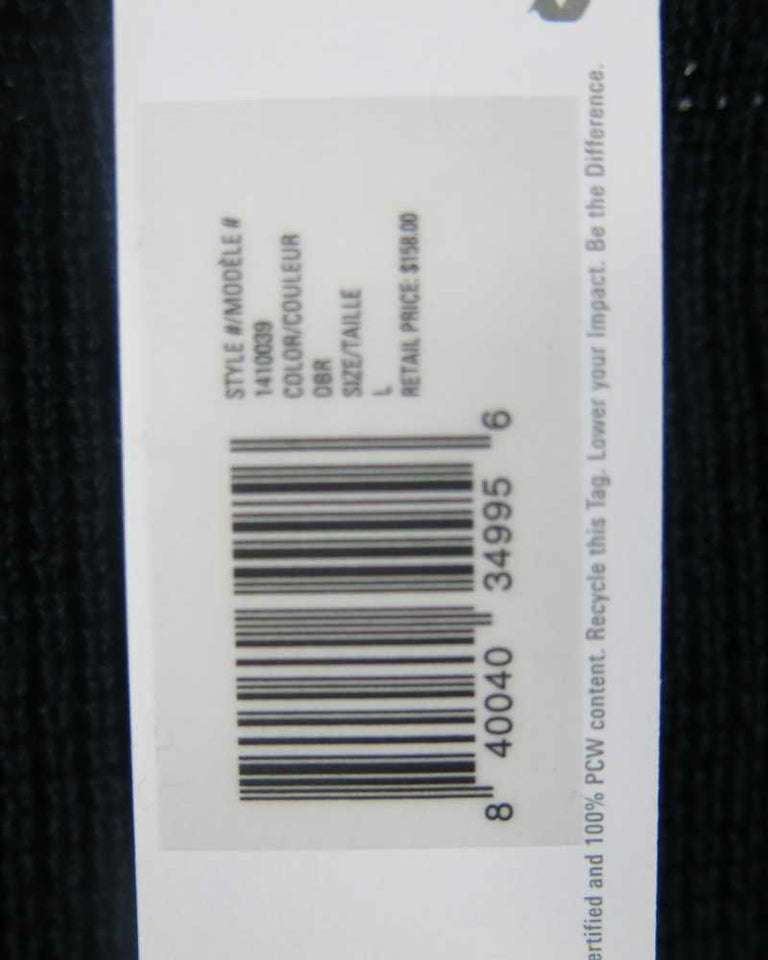 STYLE #/MODÈLE #
1410039
COLOR/COULEUR
OBR
SIZE/TAILLE
L
RETAIL PRICE: $158.00
8 40040 34995 6
ertified and 100% PCW content. Recycle this Tag. Lower your Impact. Be the Difference.